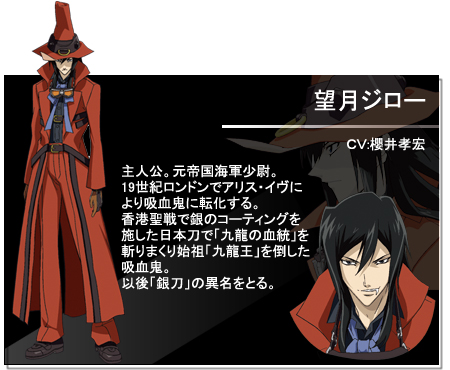 望月ジロー
CV:櫻井孝宏
主人公。元帝国海軍少尉。
19世紀ロンドンでアリス・イヴに
より吸血鬼に転化する。
香港聖戦で銀のコーティングを
施した日本刀で「九龍の血統」を
斬りまくり始祖「九龍王」を倒した
吸血鬼。
以後「銀刀」の異名をとる。